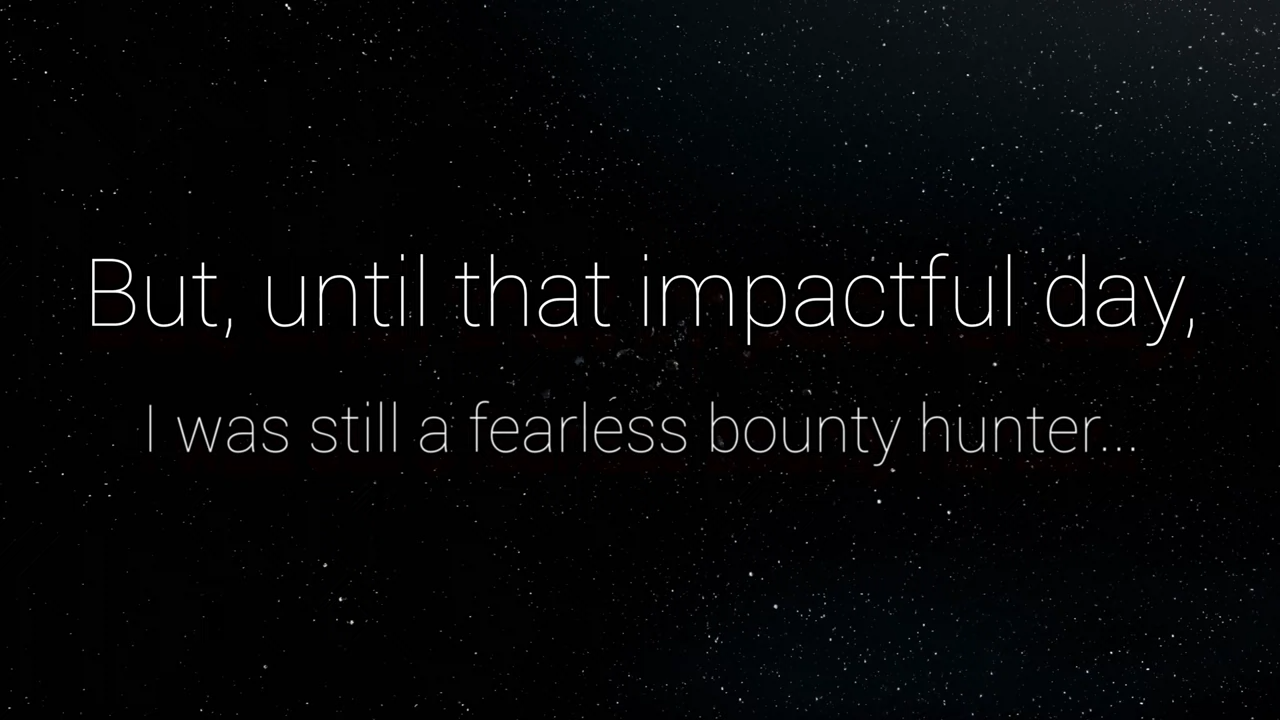 But, until that impactful day,
I was still a fearless bounty hunter...